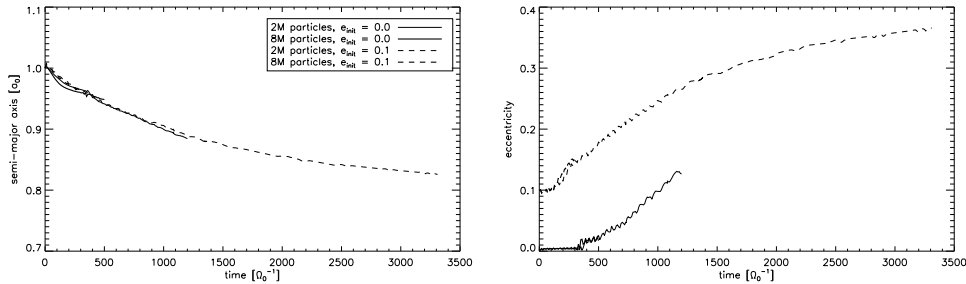 1.1
1.0
0.9
0.8
0.7
semi-major axis [a₀]
2M particles, e_init = 0.0
8M particles, e_init = 0.0
2M particles, e_init = 0.1
8M particles, e_init = 0.1
0 500 1000 1500 2000 2500 3000 3500
time [Ω₀⁻¹]
0.4
0.3
0.2
0.1
0.0
eccentricity
0 500 1000 1500 2000 2500 3000 3500
time [Ω₀⁻¹]